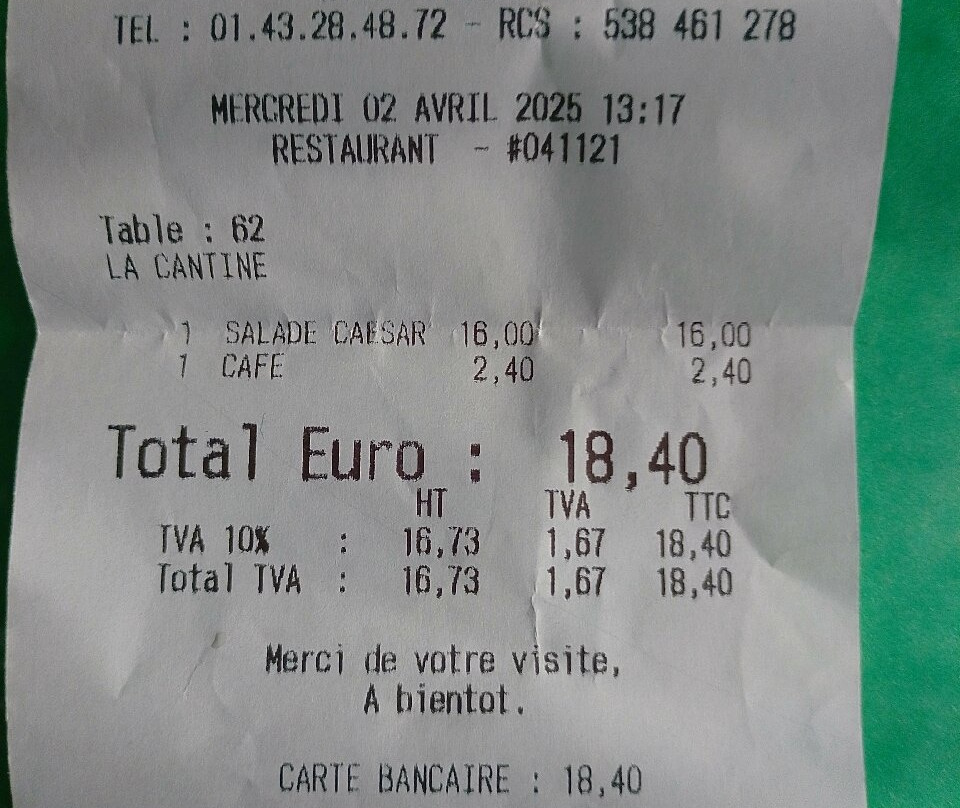 TEL : 01.43.28.48.72 - RCS : 538 461 278
MERCREDI 02 AVRIL 2025 13:17
RESTAURANT - #041121
Table : 62
LA CANTINE
1 SALADE CAESAR 16,00 16,00
1 CAFE 2,40 2,40
Total Euro : 18,40
HT TVA TTC
TVA 10% : 16,73 1,67 18,40
Total TVA : 16,73 1,67 18,40
Merci de votre visite,
A bientot.
CARTE BANCAIRE : 18,40